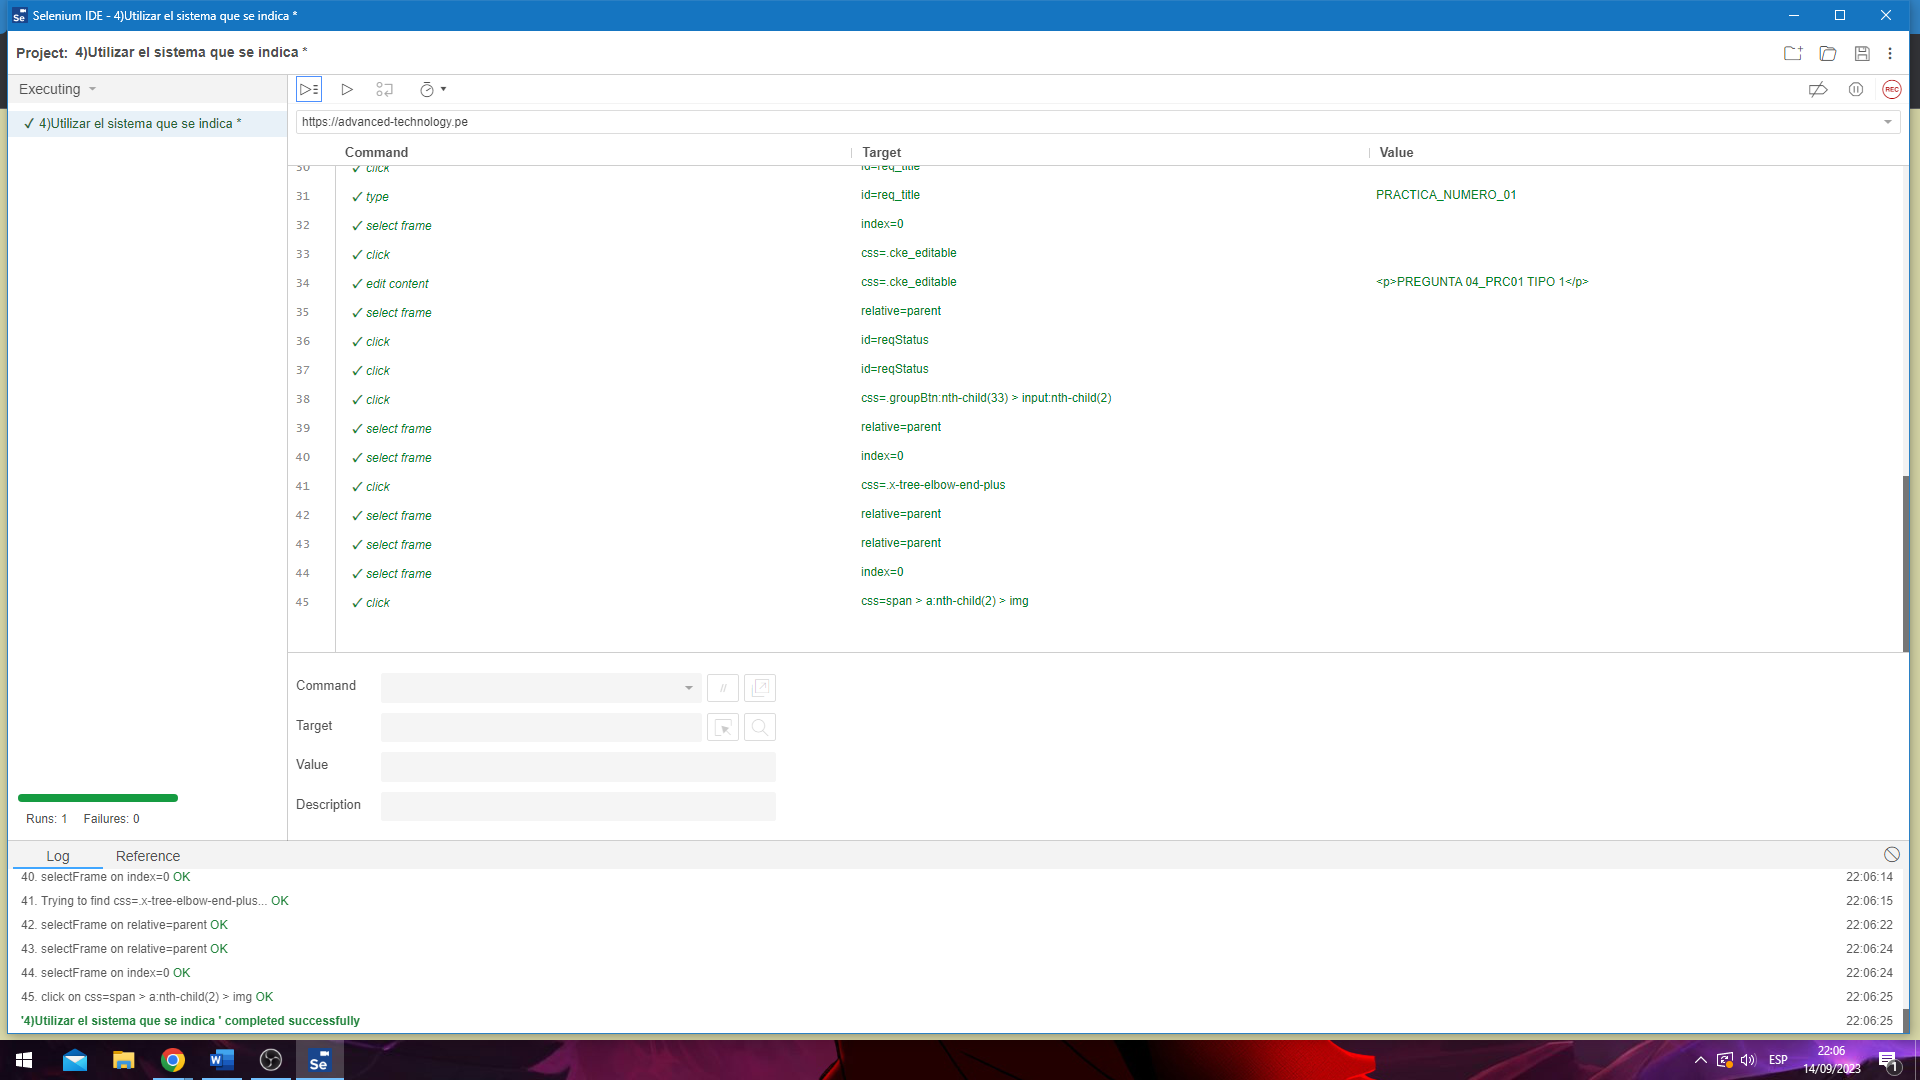 Selenium IDE - 4)Utilizar el sistema que se indica *
Project: 4)Utilizar el sistema que se indica *
Executing
✓ 4)Utilizar el sistema que se indica *
REC
https://advanced-technology.pe
Command Target Value
30 ✓ click id=req_title
31 ✓ type id=req_title PRACTICA_NUMERO_01
32 ✓ select frame index=0
33 ✓ click css=.cke_editable
34 ✓ edit content css=.cke_editable <p>PREGUNTA 04_PRC01 TIPO 1</p>
35 ✓ select frame relative=parent
36 ✓ click id=reqStatus
37 ✓ click id=reqStatus
38 ✓ click css=.groupBtn:nth-child(33) > input:nth-child(2)
39 ✓ select frame relative=parent
40 ✓ select frame index=0
41 ✓ click css=.x-tree-elbow-end-plus
42 ✓ select frame relative=parent
43 ✓ select frame relative=parent
44 ✓ select frame index=0
45 ✓ click css=span > a:nth-child(2) > img
Command //
Target
Value
Description
Runs: 1 Failures: 0
Log Reference
40. selectFrame on index=0 OK 22:06:14
41. Trying to find css=.x-tree-elbow-end-plus... OK 22:06:15
42. selectFrame on relative=parent OK 22:06:22
43. selectFrame on relative=parent OK 22:06:24
44. selectFrame on index=0 OK 22:06:24
45. click on css=span > a:nth-child(2) > img OK 22:06:25
'4)Utilizar el sistema que se indica ' completed successfully 22:06:25
W Se ESP 22:06
14/09/2023 1